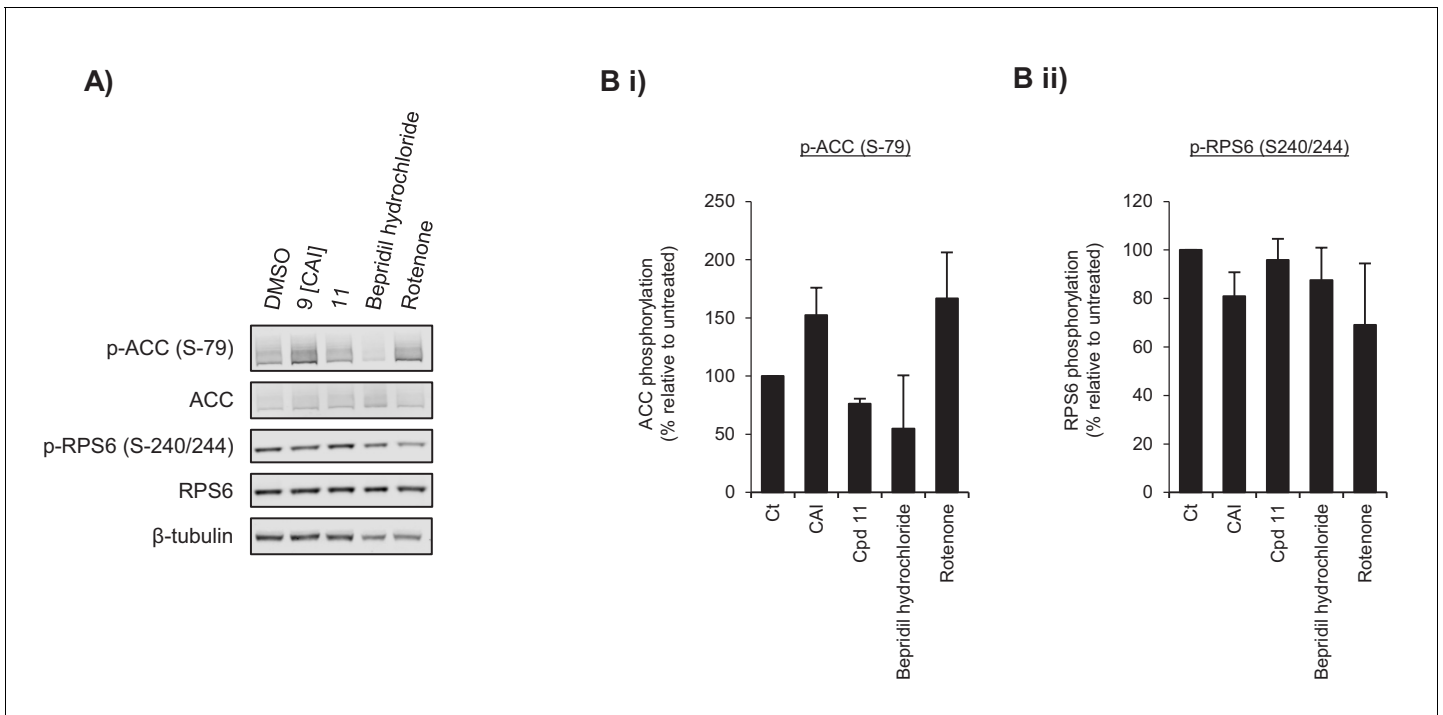 A)
DMSO
9 [CAI]
11
Bepridil hydrochloride
Rotenone
p-ACC (S-79)
ACC
p-RPS6 (S-240/244)
RPS6
β-tubulin
B i)
p-ACC (S-79)
ACC phosphorylation
(% relative to untreated)
250
200
150
100
50
0
Ct
CAI
Cpd 11
Bepridil hydrochloride
Rotenone
B ii)
p-RPS6 (S240/244)
RPS6 phosphorylation
(% relative to untreated)
120
100
80
60
40
20
0
Ct
CAI
Cpd 11
Bepridil hydrochloride
Rotenone